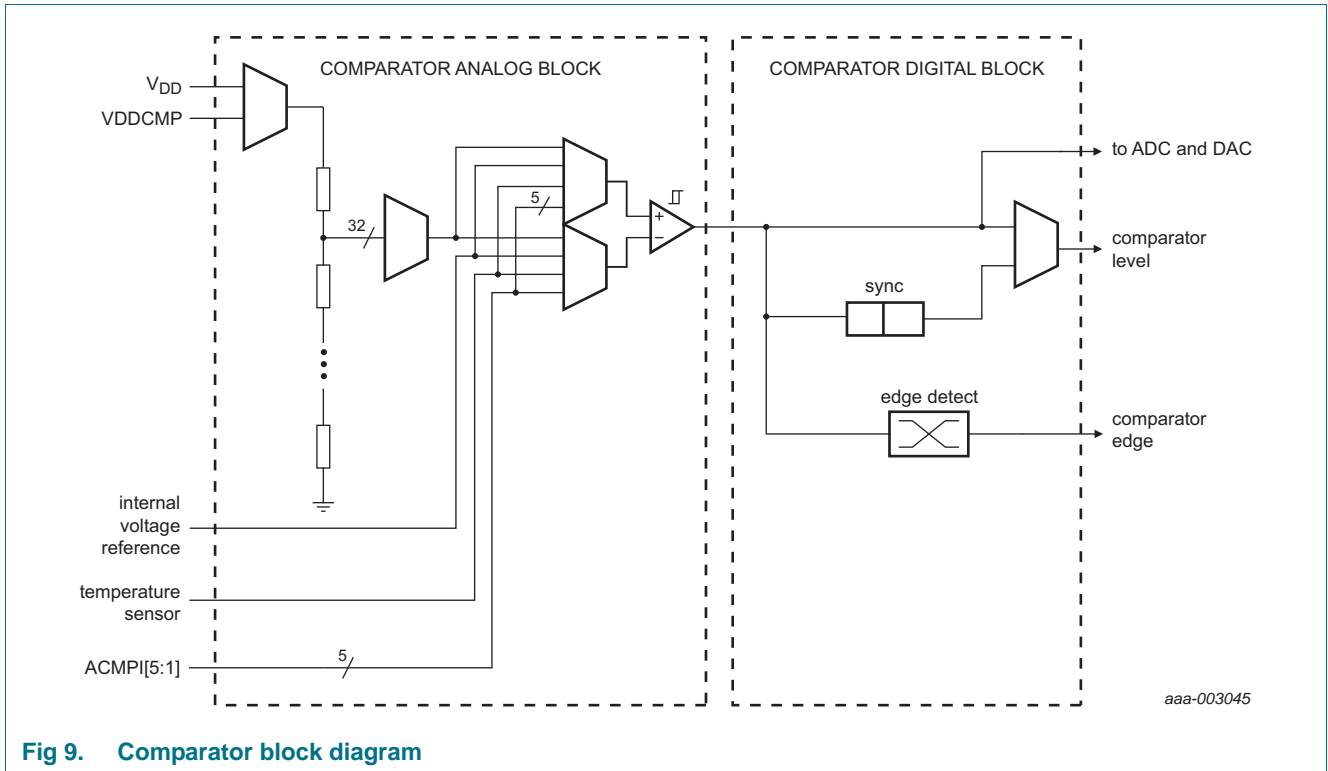 COMPARATOR ANALOG BLOCK
COMPARATOR DIGITAL BLOCK
VDD
VDDCMP
32
5
+
−
sync
edge detect
to ADC and DAC
comparator
level
comparator
edge
internal
voltage
reference
temperature
sensor
ACMPI[5:1]
5
aaa-003045
Fig 9. Comparator block diagram